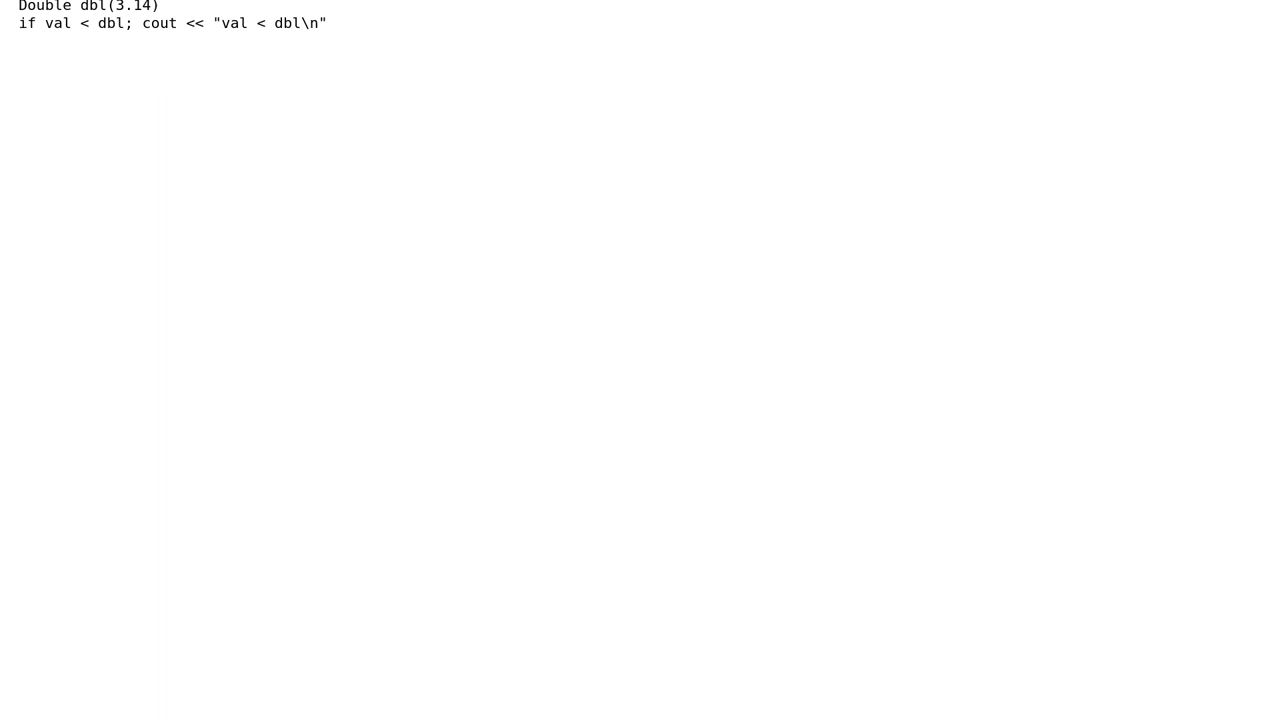 Double dbl(3.14)
if val < dbl; cout << "val < dbl\n"